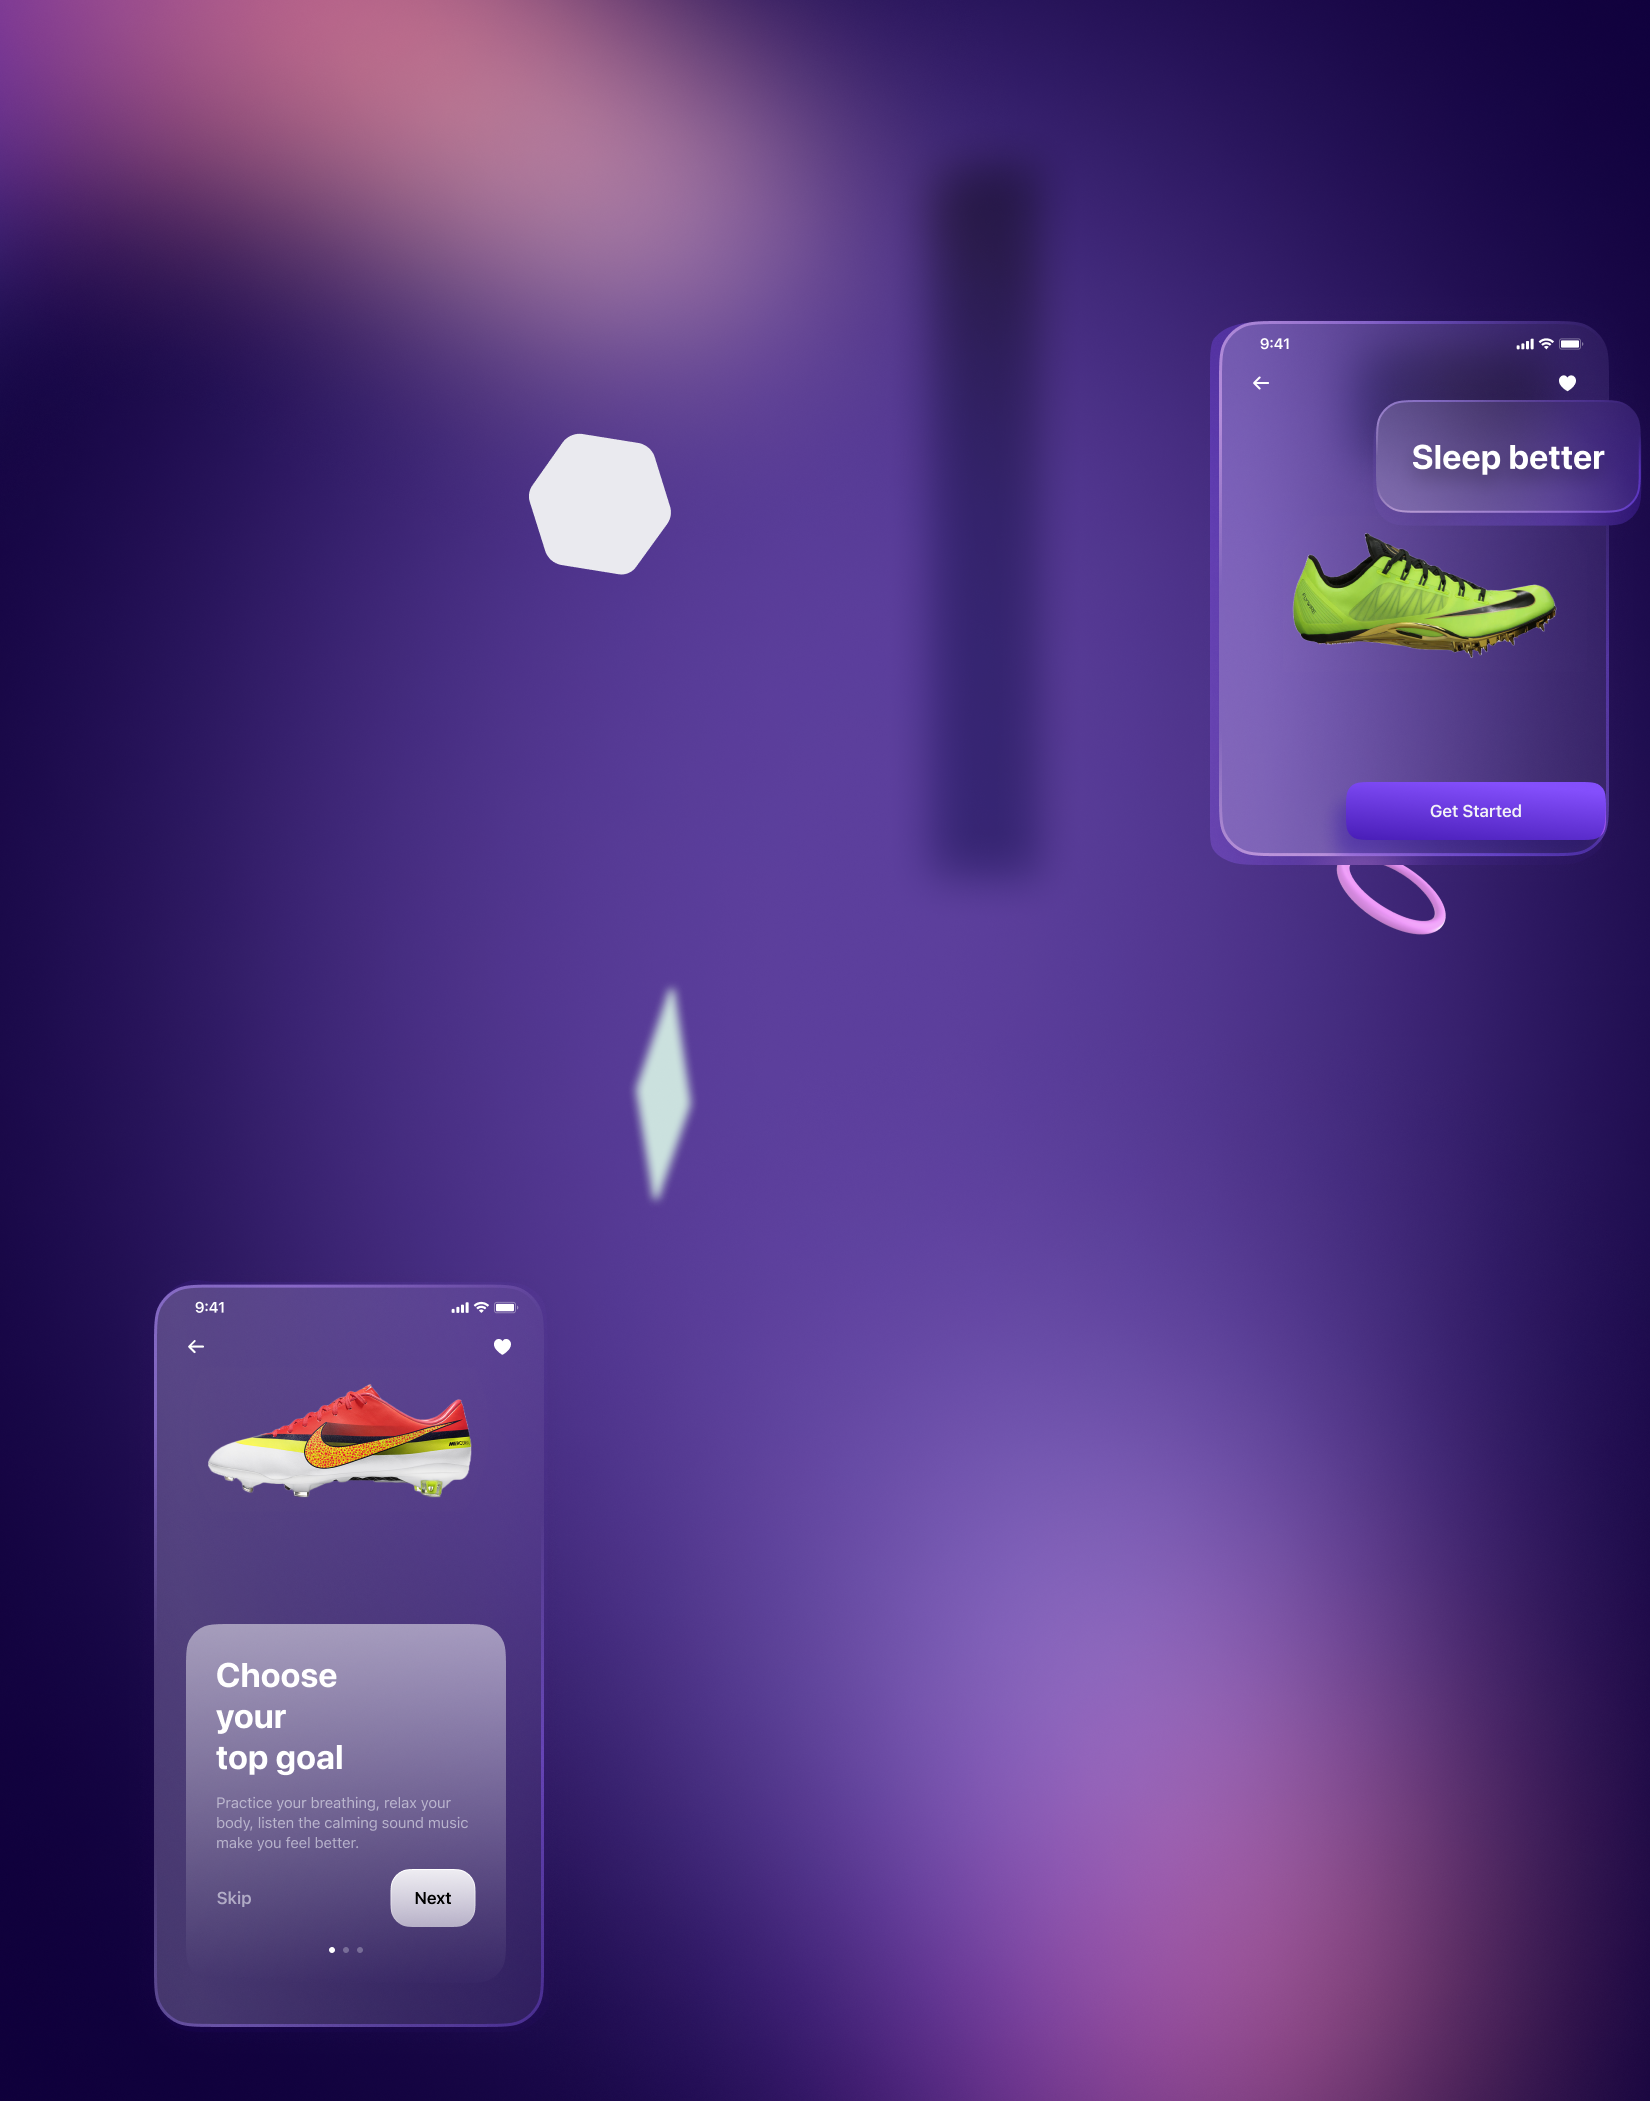 9:41
Sleep better
Get Started
9:41
Choose
your
top goal
Practice your breathing, relax your
body, listen the calming sound music
make you feel better.
Skip
Next